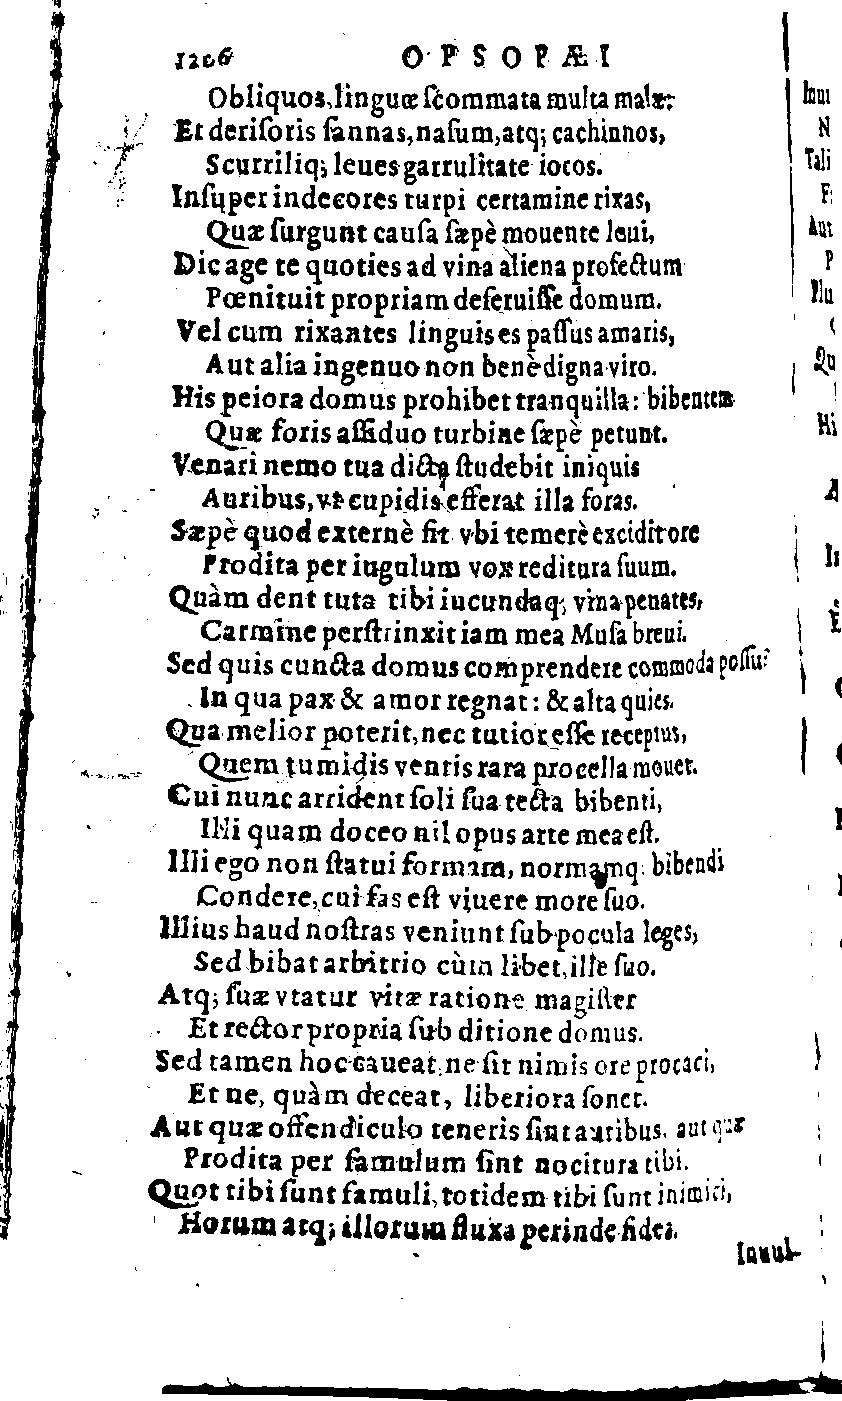 1206 OPSOPÆI
Obliquos, linguæ ſcommata multa malæ:
Et deriſoris ſannas, naſum, atq; cachinnos,
Scurriliq; leues garrulitate iocos.
Inſuper indecores turpi certamine rixas,
Quæ ſurgunt cauſa ſæpè mouente leui,
Dic age te quoties ad vina aliena profectum
Pœnituit propriam deſeruiſſe domum.
Vel cum rixantes linguis es paſſus amaris,
Aut alia ingenuo non benè digna viro.
His peiora domus prohibet tranquilla: bibentem
Quæ foris aſſiduo turbine ſæpè petunt.
Venari nemo tua dicta ſtudebit iniquis
Auribus, vt cupidis efferat illa foras.
Sæpè quod externè fit vbi temerè excidit ore
Prodita per iugulum vox reditura ſuum.
Quàm dent tuta tibi iucundaq; vina penates,
Carmine perſtrinxit iam mea Muſa breui.
Sed quis cuncta domus comprendere commoda poſſit?
In qua pax & amor regnat: & alta quies.
Qua melior poterit, nec tutior eſſe receptus,
Quem tumidis ventis rara procella mouet.
Cui nunc arrident ſoli ſua tecta bibenti,
Illi quam doceo nil opus arte mea eſt.
Illi ego non ſtatui formam, normamq; bibendi
Condere, cui fas eſt viuere more ſuo.
Illius haud noſtras veniunt ſub pocula leges,
Sed bibat arbitrio cùm libet, ille ſuo.
Atq; ſuæ vtatur vitæ ratione magiſter
Et rector propria ſub ditione domus.
Sed tamen hoc caueat, ne ſit nimis ore procaci,
Et ne, quàm deceat, liberiora ſonet.
Aut quæ offendiculo teneris ſint auribus, aut quæ
Prodita per famulum ſint nocitura tibi.
Quot tibi ſunt famuli, totidem tibi ſunt inimici,
Horum atq; illorum fluxa perinde fides.
Inuul-
Inui
N
Tali
Aut
P
Plu
Qu
Hi
A